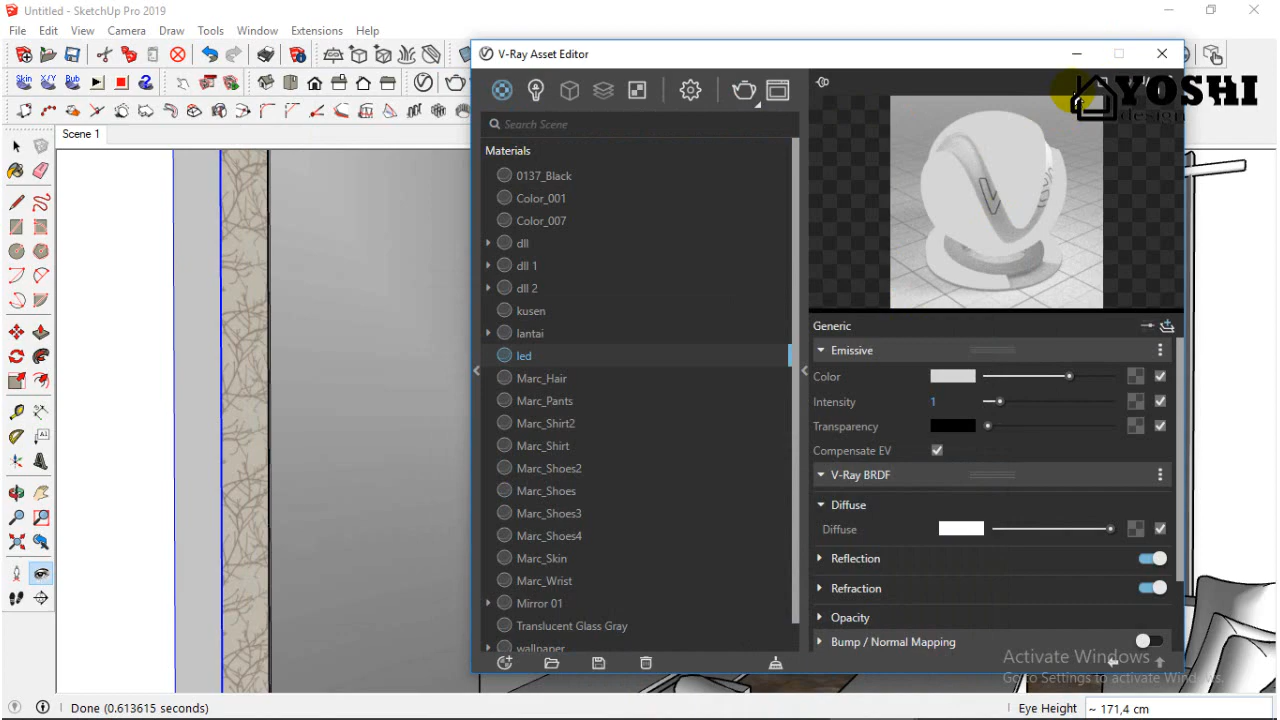 Untitled - SketchUp Pro 2019
File Edit View Camera Draw Tools Window Extensions Help
Skin X/Y Bub
Scene 1
V-Ray Asset Editor
YOSHI
design
Search Scene
Materials
0137_Black
Color_001
Color_007
dll
dll 1
dll 2
kusen
lantai
led
Marc_Hair
Marc_Pants
Marc_Shirt2
Marc_Shirt
Marc_Shoes2
Marc_Shoes
Marc_Shoes3
Marc_Shoes4
Marc_Skin
Marc_Wrist
Mirror 01
Translucent Glass Gray
wallpaper
Generic
Emissive
Color
Intensity 1
Transparency
Compensate EV
V-Ray BRDF
Diffuse
Diffuse
Reflection
Refraction
Opacity
Bump / Normal Mapping
Activate Windows
Go to Settings to activate Windows.
Done (0.613615 seconds)
Eye Height ~ 171,4 cm